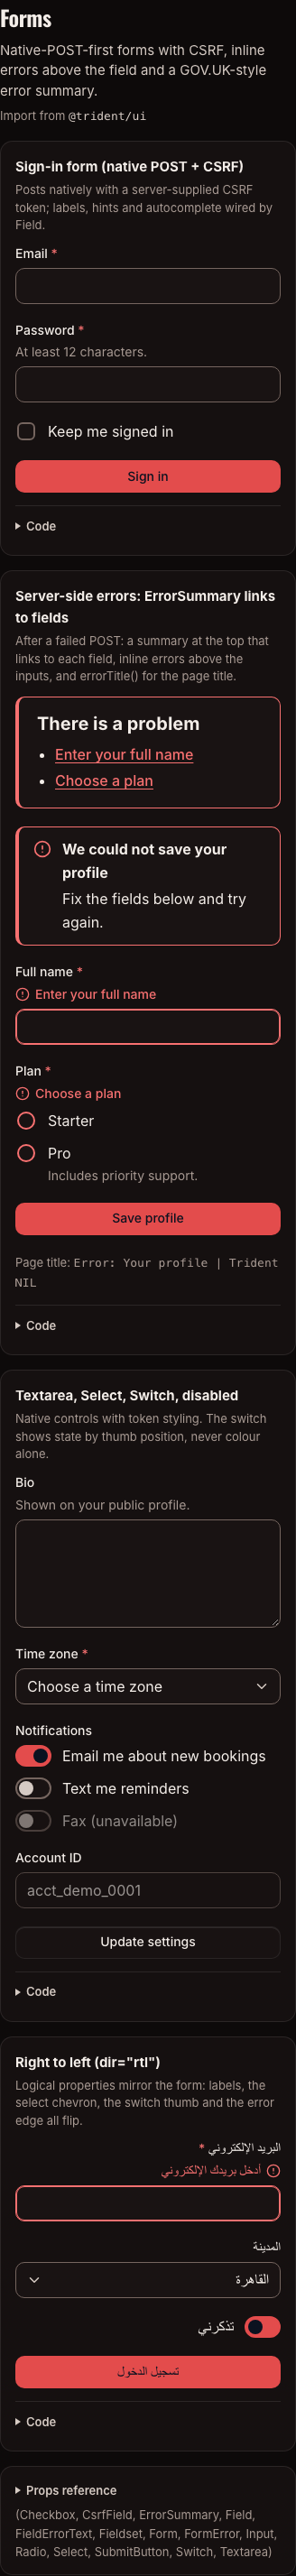 Forms
Native-POST-first forms with CSRF, inline
errors above the field and a GOV.UK-style
error summary.
Import from @trident/ui
Sign-in form (native POST + CSRF)
Posts natively with a server-supplied CSRF
token; labels, hints and autocomplete wired by
Field.
Email *
Password *
At least 12 characters.
Keep me signed in
Sign in
Code
Server-side errors: ErrorSummary links
to fields
After a failed POST: a summary at the top that
links to each field, inline errors above the
inputs, and errorTitle() for the page title.
There is a problem
• Enter your full name
• Choose a plan
We could not save your
profile
Fix the fields below and try
again.
Full name *
Enter your full name
Plan *
Choose a plan
Starter
Pro
Includes priority support.
Save profile
Page title: Error: Your profile | Trident
NIL
Code
Textarea, Select, Switch, disabled
Native controls with token styling. The switch
shows state by thumb position, never colour
alone.
Bio
Shown on your public profile.
Time zone *
Choose a time zone
Notifications
Email me about new bookings
Text me reminders
Fax (unavailable)
Account ID
acct_demo_0001
Update settings
Code
Right to left (dir="rtl")
Logical properties mirror the form: labels, the
select chevron, the switch thumb and the error
edge all flip.
البريد الإلكتروني *
أدخل بريدك الإلكتروني
المدينة
القاهرة
تذكرني
تسجيل الدخول
Code
Props reference
(Checkbox, CsrfField, ErrorSummary, Field,
FieldErrorText, Fieldset, Form, FormError, Input,
Radio, Select, SubmitButton, Switch, Textarea)